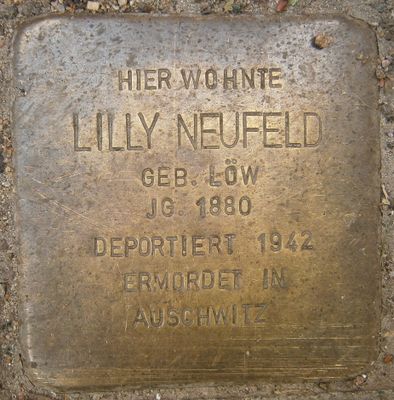 HIER WOHNTE
LILLY NEUFELD
GEB. LÖW
JG. 1880
DEPORTIERT 1942
ERMORDET IN
AUSCHWITZ